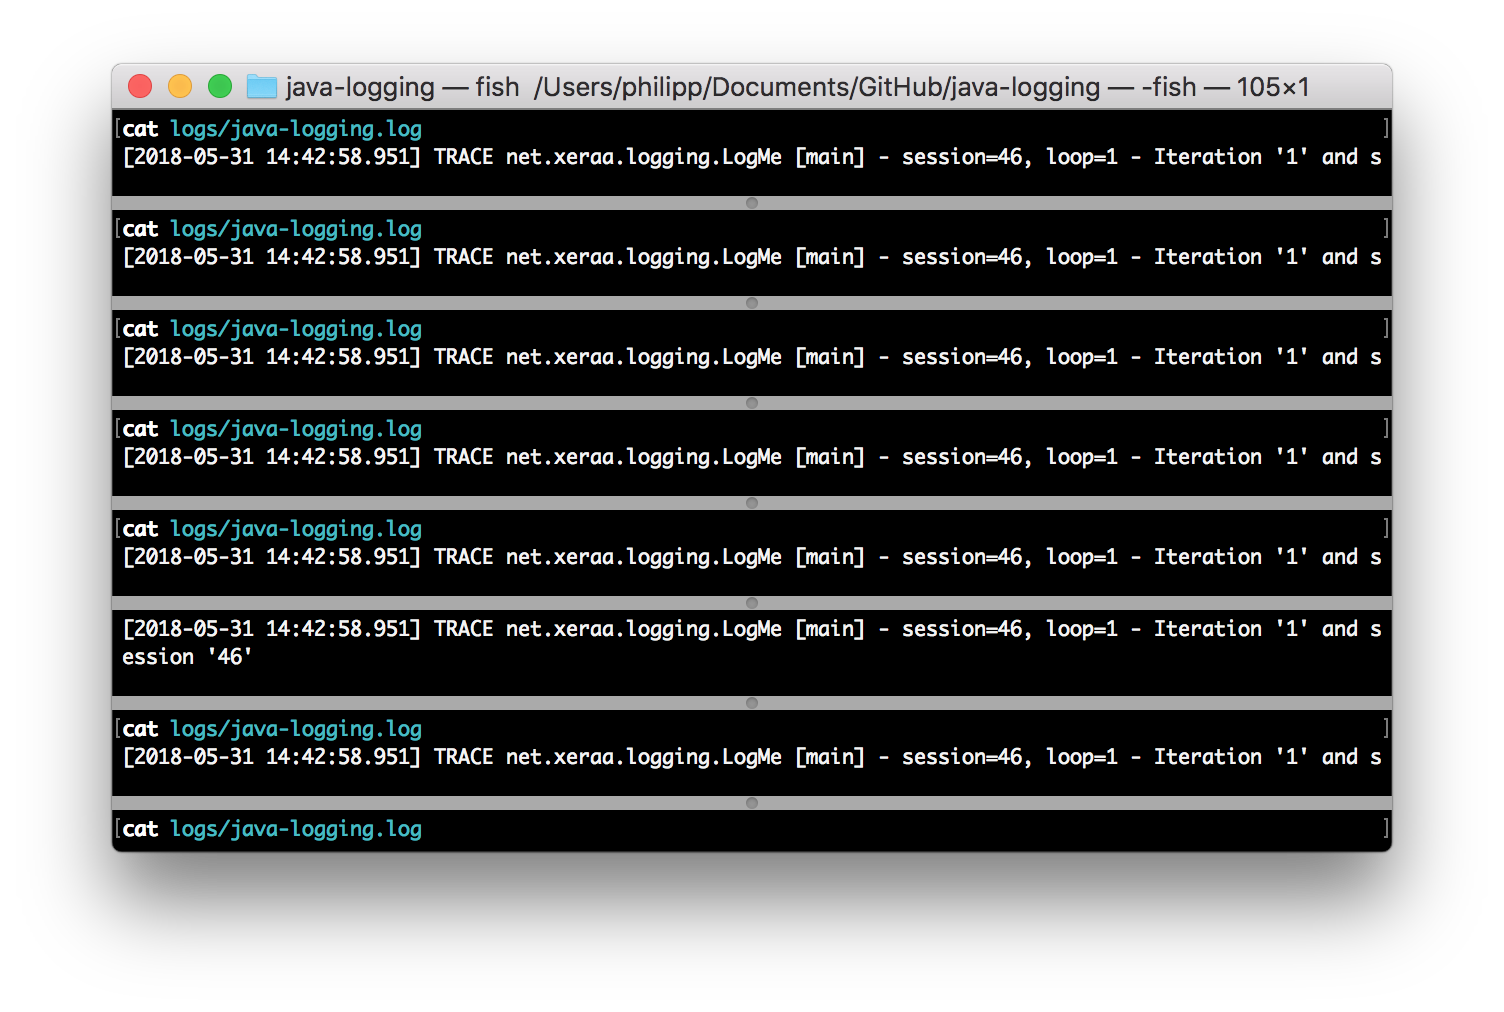 java-logging — fish  /Users/philipp/Documents/GitHub/java-logging — -fish — 105×1
[cat logs/java-logging.log ]
[2018-05-31 14:42:58.951] TRACE net.xeraa.logging.LogMe [main] - session=46, loop=1 - Iteration '1' and s
[cat logs/java-logging.log ]
[2018-05-31 14:42:58.951] TRACE net.xeraa.logging.LogMe [main] - session=46, loop=1 - Iteration '1' and s
[cat logs/java-logging.log ]
[2018-05-31 14:42:58.951] TRACE net.xeraa.logging.LogMe [main] - session=46, loop=1 - Iteration '1' and s
[cat logs/java-logging.log ]
[2018-05-31 14:42:58.951] TRACE net.xeraa.logging.LogMe [main] - session=46, loop=1 - Iteration '1' and s
[cat logs/java-logging.log ]
[2018-05-31 14:42:58.951] TRACE net.xeraa.logging.LogMe [main] - session=46, loop=1 - Iteration '1' and s
[2018-05-31 14:42:58.951] TRACE net.xeraa.logging.LogMe [main] - session=46, loop=1 - Iteration '1' and s
ession '46'
[cat logs/java-logging.log ]
[2018-05-31 14:42:58.951] TRACE net.xeraa.logging.LogMe [main] - session=46, loop=1 - Iteration '1' and s
[cat logs/java-logging.log ]